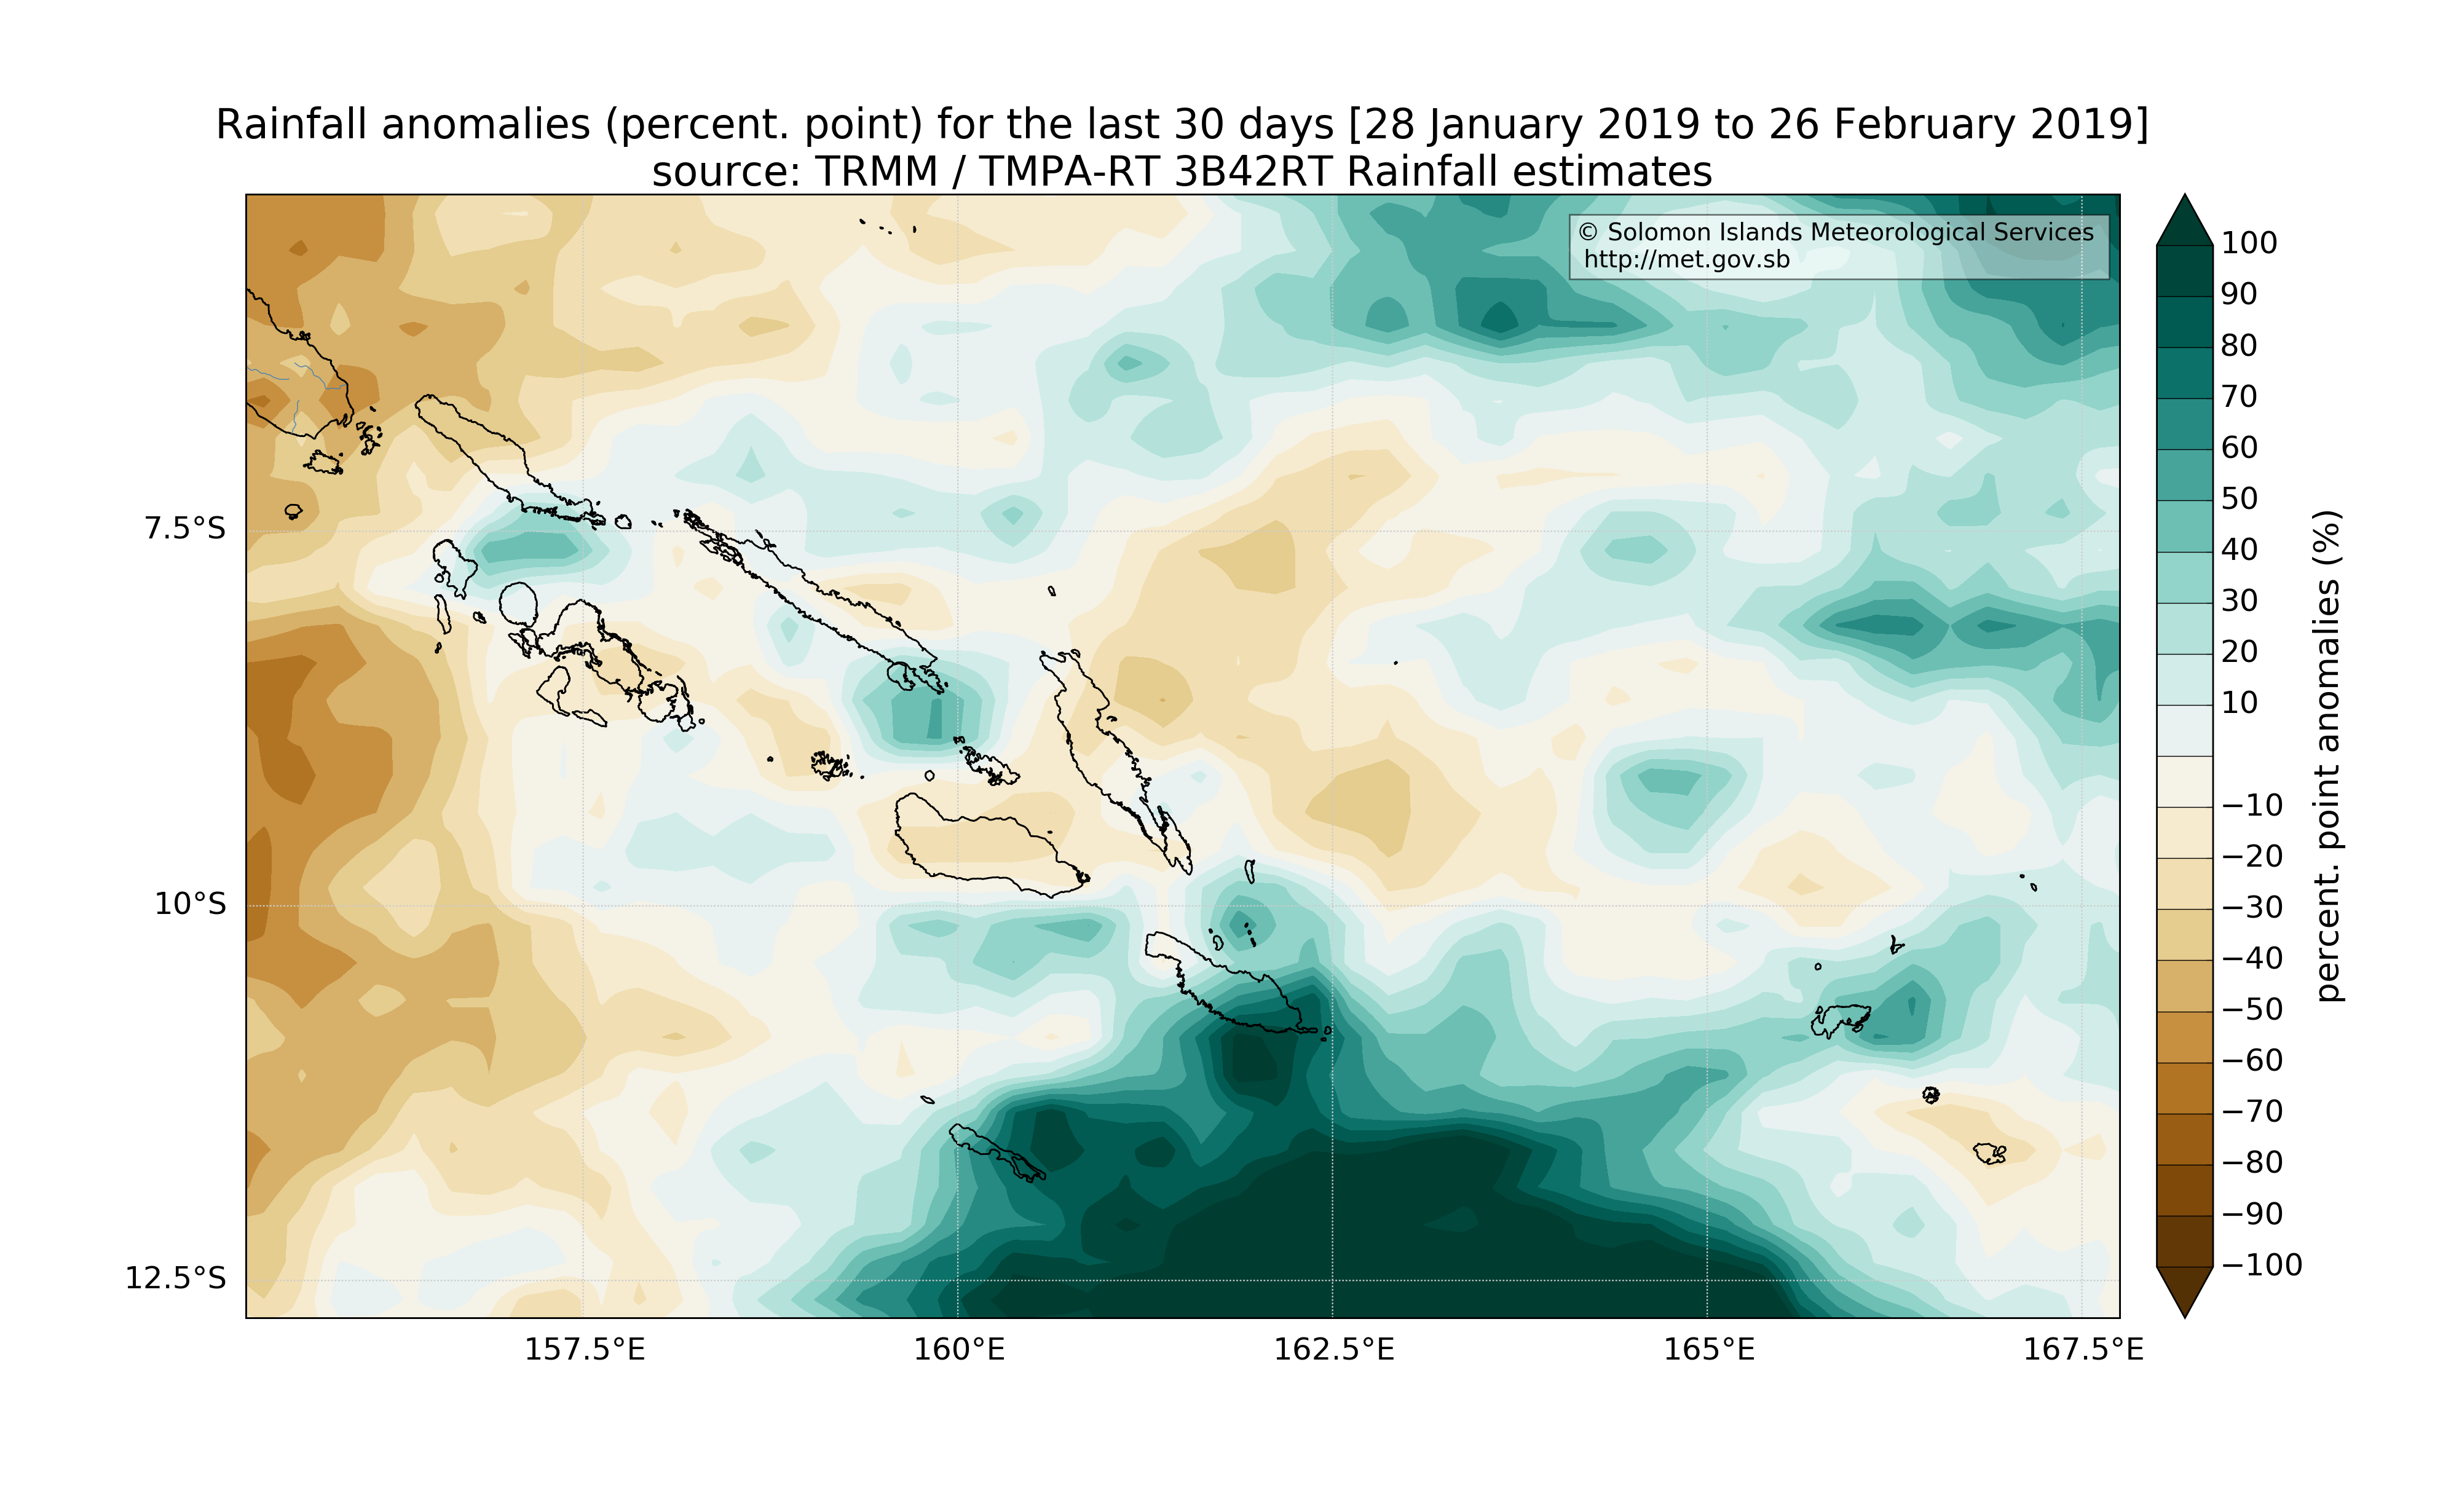 Rainfall anomalies (percent. point) for the last 30 days [28 January 2019 to 26 February 2019]
source: TRMM / TMPA-RT 3B42RT Rainfall estimates
© Solomon Islands Meteorological Services
http://met.gov.sb
7.5°S
10°S
12.5°S
157.5°E
160°E
162.5°E
165°E
167.5°E
100
90
80
70
60
50
40
30
20
10
−10
−20
−30
−40
−50
−60
−70
−80
−90
−100
percent. point anomalies (%)